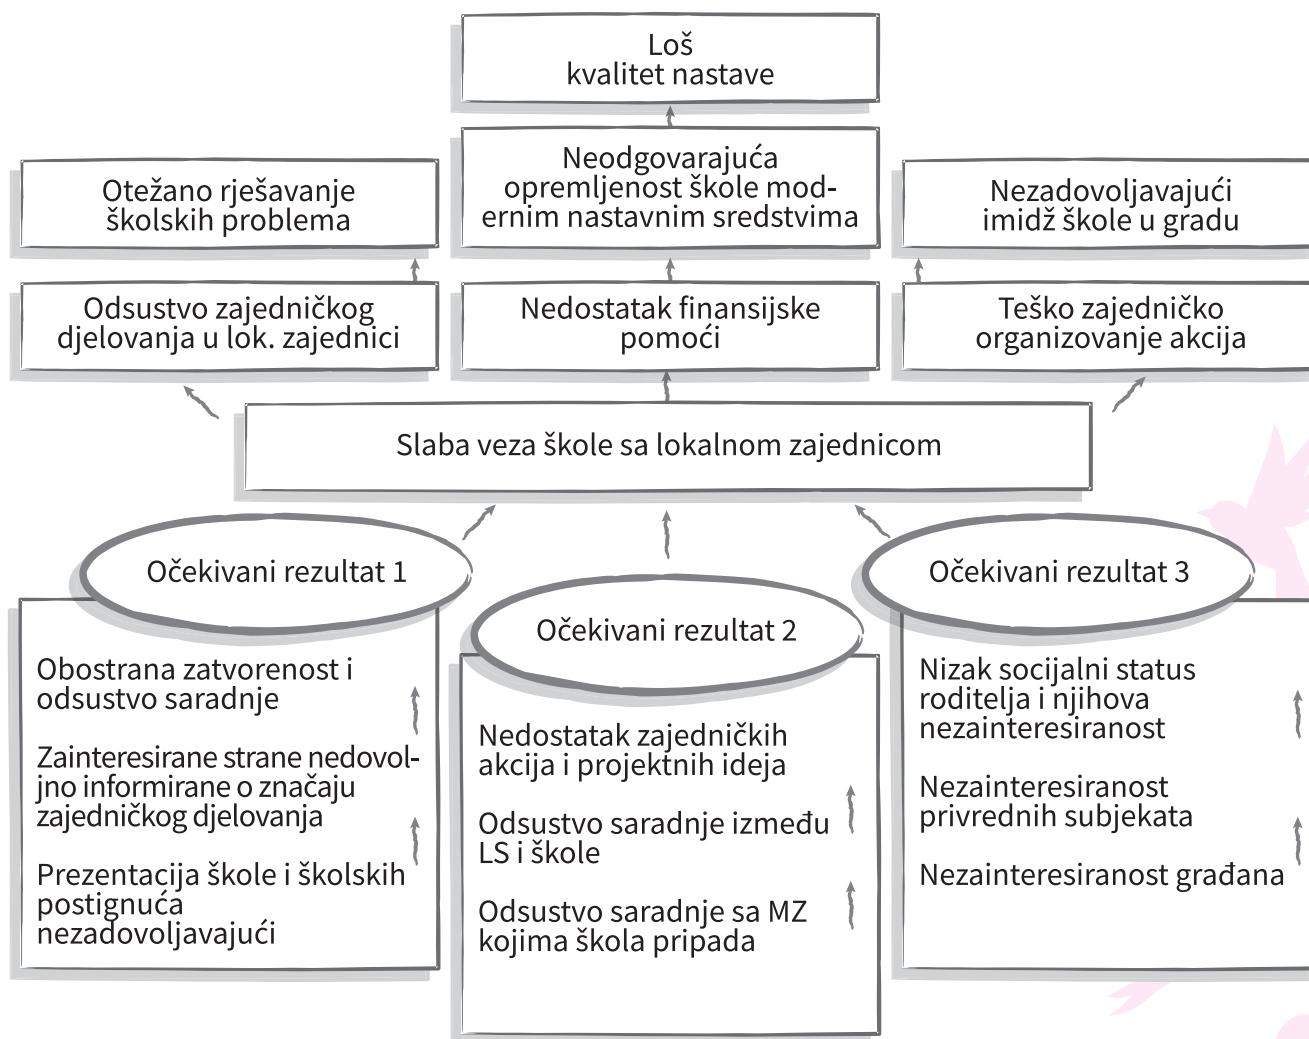 Loš
kvalitet nastave
Neodgovarajuća
opremljenost škole mod-
ernim nastavnim sredstvima
Otežano rješavanje
školskih problema
Nezadovoljavajući
imidž škole u gradu
Odsustvo zajedničkog
djelovanja u lok. zajednici
Nedostatak finansijske
pomoći
Teško zajedničko
organizovanje akcija
Slaba veza škole sa lokalnom zajednicom
Očekivani rezultat 1
Obostrana zatvorenost i
odsustvo saradnje
Zainteresirane strane nedovol-
jno informirane o značaju
zajedničkog djelovanja
Prezentacija škole i školskih
postignuća
nezadovoljavajući
Očekivani rezultat 2
Nedostatak zajedničkih
akcija i projektnih ideja
Odsustvo saradnje između
LS i škole
Odsustvo saradnje sa MZ
kojima škola pripada
Očekivani rezultat 3
Nizak socijalni status
roditelja i njihova
nezainteresiranost
Nezainteresiranost
privrednih subjekata
Nezainteresiranost građana